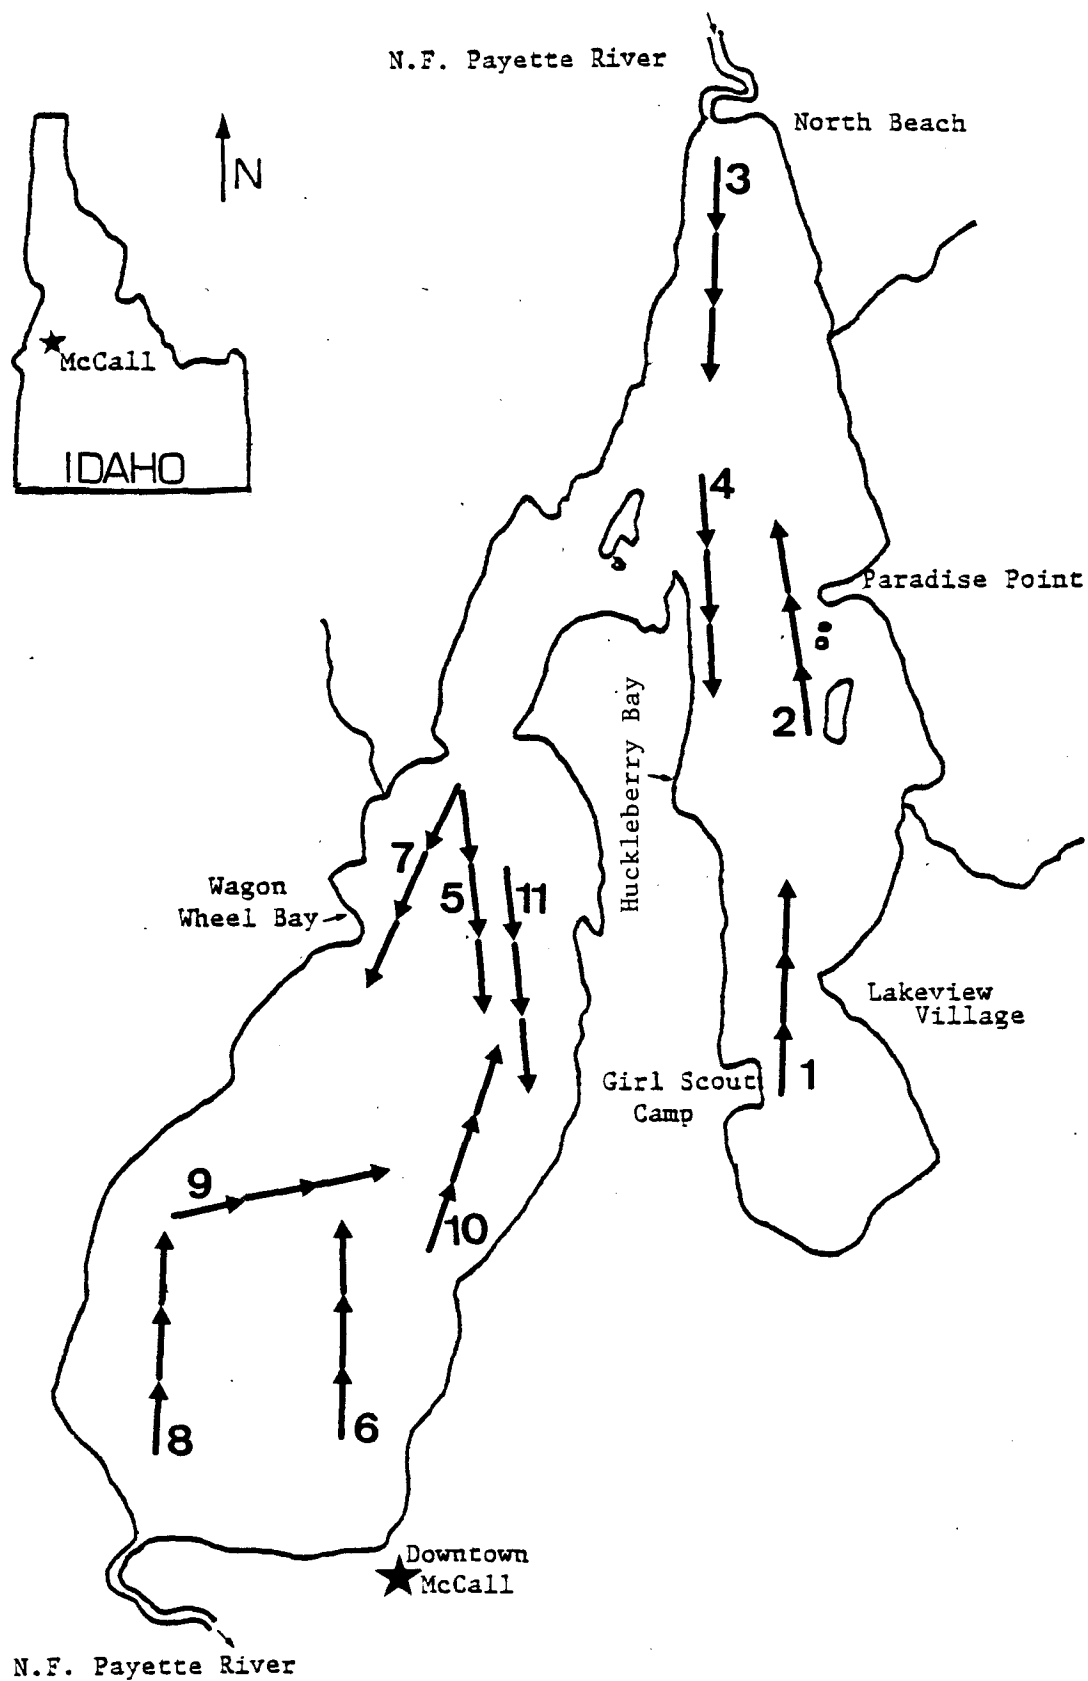 N.F. Payette River
North Beach
N
3
McCall
IDAHO
4
Paradise Point
2
Huckleberry Bay
7
Wagon
Wheel Bay
5
11
Lakeview
Village
1
Girl Scout
Camp
9
10
8
6
Downtown
McCall
N.F. Payette River